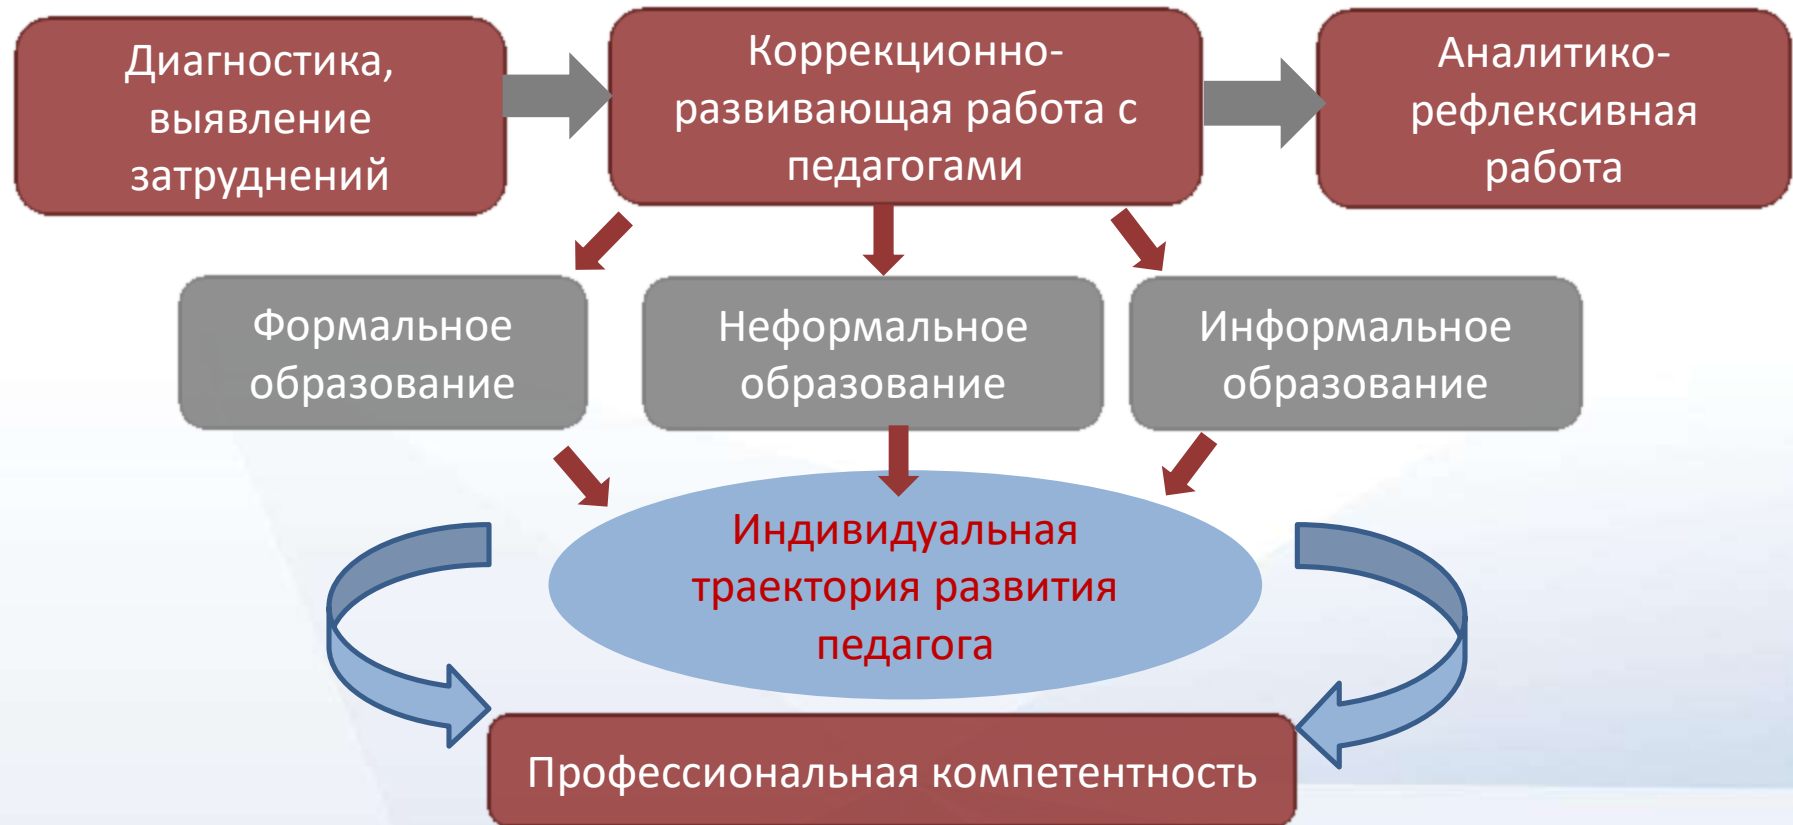 Диагностика,
выявление
затруднений
Коррекционно-
развивающая работа с
педагогами
Аналитико-
рефлексивная
работа
Формальное
образование
Неформальное
образование
Информальное
образование
Индивидуальная
траектория развития
педагога
Профессиональная компетентность